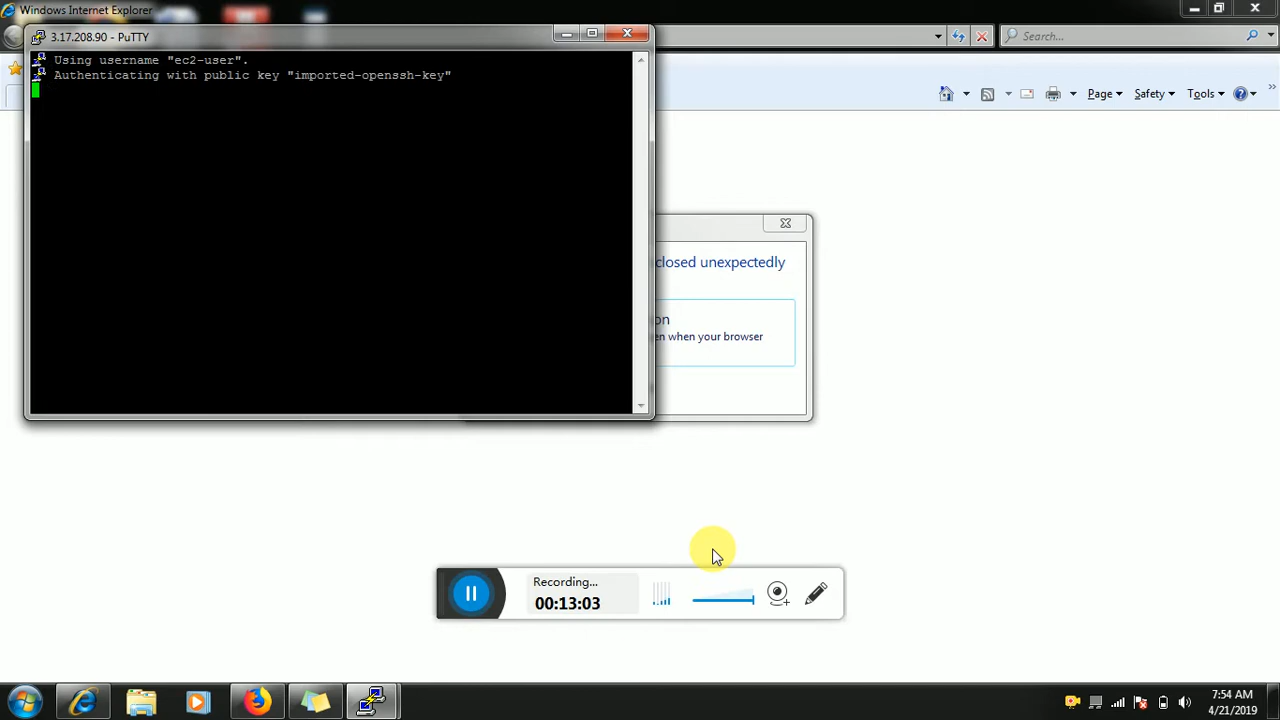 Windows Internet Explorer
3.17.208.90 - PuTTY
Search...
Using username "ec2-user".
Authenticating with public key "imported-openssh-key"
Page
Safety
Tools
closed unexpectedly
on
en when your browser
Recording...
00:13:03
7:54 AM
4/21/2019